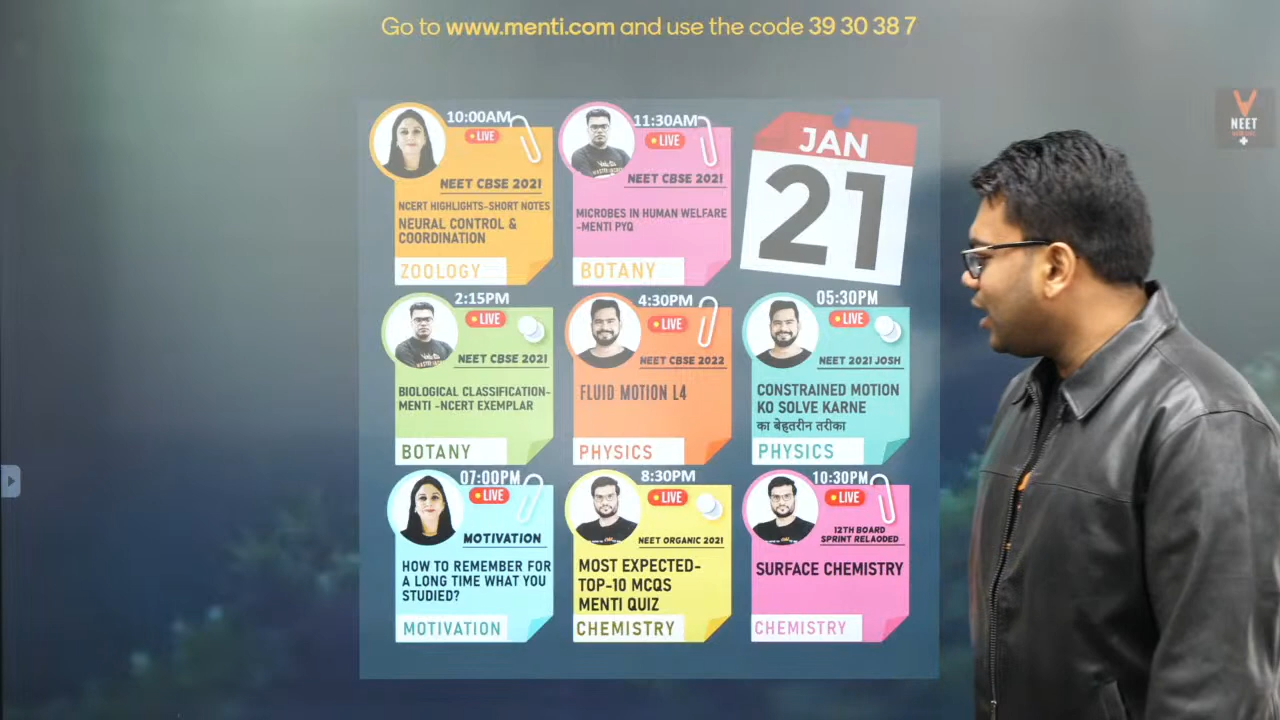 Go to www.menti.com and use the code 39 30 38 7
10:00AM
LIVE
NEET CBSE 2021
NCERT HIGHLIGHTS-SHORT NOTES
NEURAL CONTROL &
COORDINATION
ZOOLOGY
11:30AM
LIVE
NEET CBSE 2021
MICROBES IN HUMAN WELFARE
-MENTI PYQ
BOTANY
JAN
21
NEET
2:15PM
LIVE
NEET CBSE 2021
BIOLOGICAL CLASSIFICATION-
MENTI -NCERT EXEMPLAR
BOTANY
4:30PM
LIVE
NEET CBSE 2022
FLUID MOTION L4
PHYSICS
05:30PM
LIVE
NEET 2021 JOSH
CONSTRAINED MOTION
KO SOLVE KARNE
का बेहतरीन तरीका
PHYSICS
07:00PM
LIVE
MOTIVATION
HOW TO REMEMBER FOR
A LONG TIME WHAT YOU
STUDIED?
MOTIVATION
8:30PM
LIVE
NEET ORGANIC 2021
MOST EXPECTED-
TOP-10 MCQS
MENTI QUIZ
CHEMISTRY
10:30PM
LIVE
12TH BOARD
SPRINT RELAODED
SURFACE CHEMISTRY
CHEMISTRY